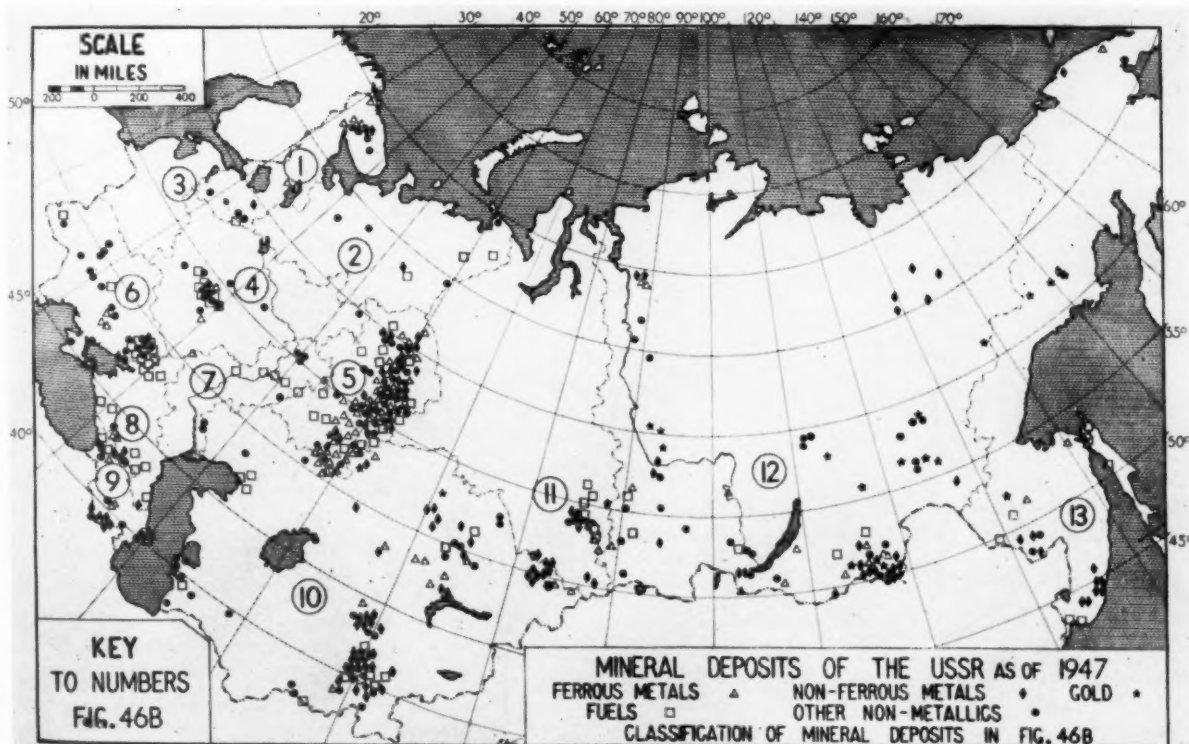 SCALE
IN MILES
200 0 200 400
20° 30° 40° 50° 60° 70° 80° 90° 100° 120° 140° 160° 170°
50°
45°
40°
60°
55°
50°
45°
1
2
3
4
5
6
7
8
9
10
11
12
13
KEY
TO NUMBERS
FIG. 46B
MINERAL DEPOSITS OF THE USSR AS OF 1947
FERROUS METALS NON-FERROUS METALS GOLD
FUELS OTHER NON-METALLICS
CLASSIFICATION OF MINERAL DEPOSITS IN FIG. 46B